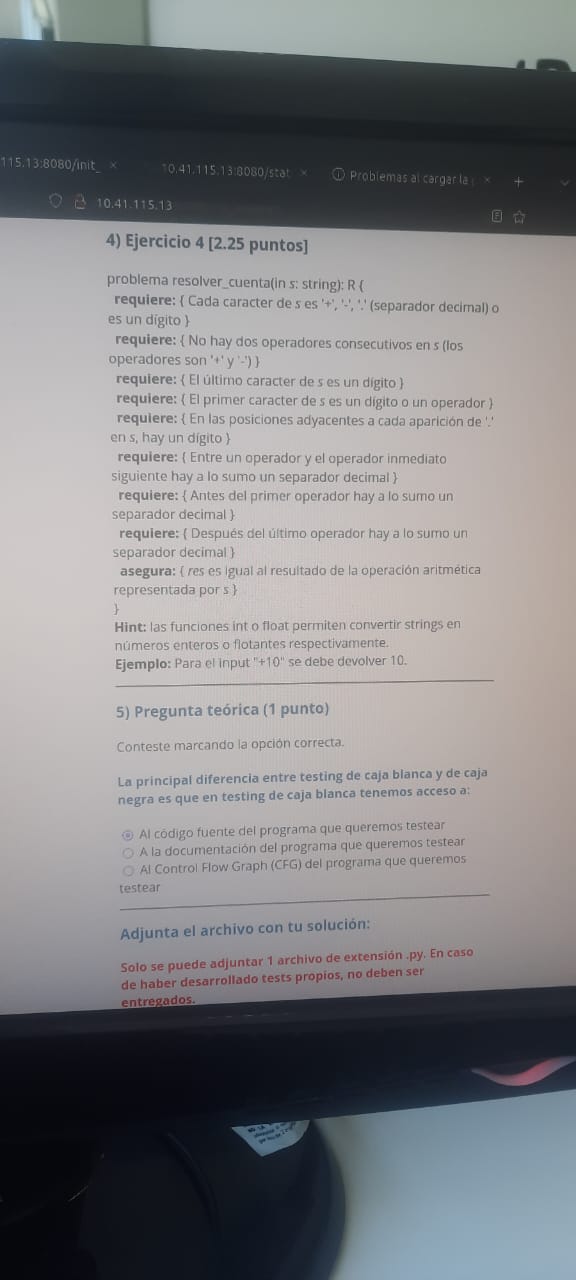 115.13:8080/init_ ×
10.41.115.13:8080/stat ×
Problemas al cargar la ×
+
10.41.115.13
4) Ejercicio 4 [2.25 puntos]
problema resolver_cuenta(in s: string): R {
requiere: { Cada caracter de s es '+', '-', '.' (separador decimal) o
es un dígito }
requiere: { No hay dos operadores consecutivos en s (los
operadores son '+' y '-') }
requiere: { El último caracter de s es un dígito }
requiere: { El primer caracter de s es un dígito o un operador }
requiere: { En las posiciones adyacentes a cada aparición de '.'
en s, hay un dígito }
requiere: { Entre un operador y el operador inmediato
siguiente hay a lo sumo un separador decimal }
requiere: { Antes del primer operador hay a lo sumo un
separador decimal }
requiere: { Después del último operador hay a lo sumo un
separador decimal }
asegura: { res es igual al resultado de la operación aritmética
representada por s }
}
Hint: las funciones int o float permiten convertir strings en
números enteros o flotantes respectivamente.
Ejemplo: Para el input "+10" se debe devolver 10.
5) Pregunta teórica (1 punto)
Conteste marcando la opción correcta.
La principal diferencia entre testing de caja blanca y de caja
negra es que en testing de caja blanca tenemos acceso a:
Al código fuente del programa que queremos testear
A la documentación del programa que queremos testear
Al Control Flow Graph (CFG) del programa que queremos
testear
Adjunta el archivo con tu solución:
Solo se puede adjuntar 1 archivo de extensión .py. En caso
de haber desarrollado tests propios, no deben ser
entregados.